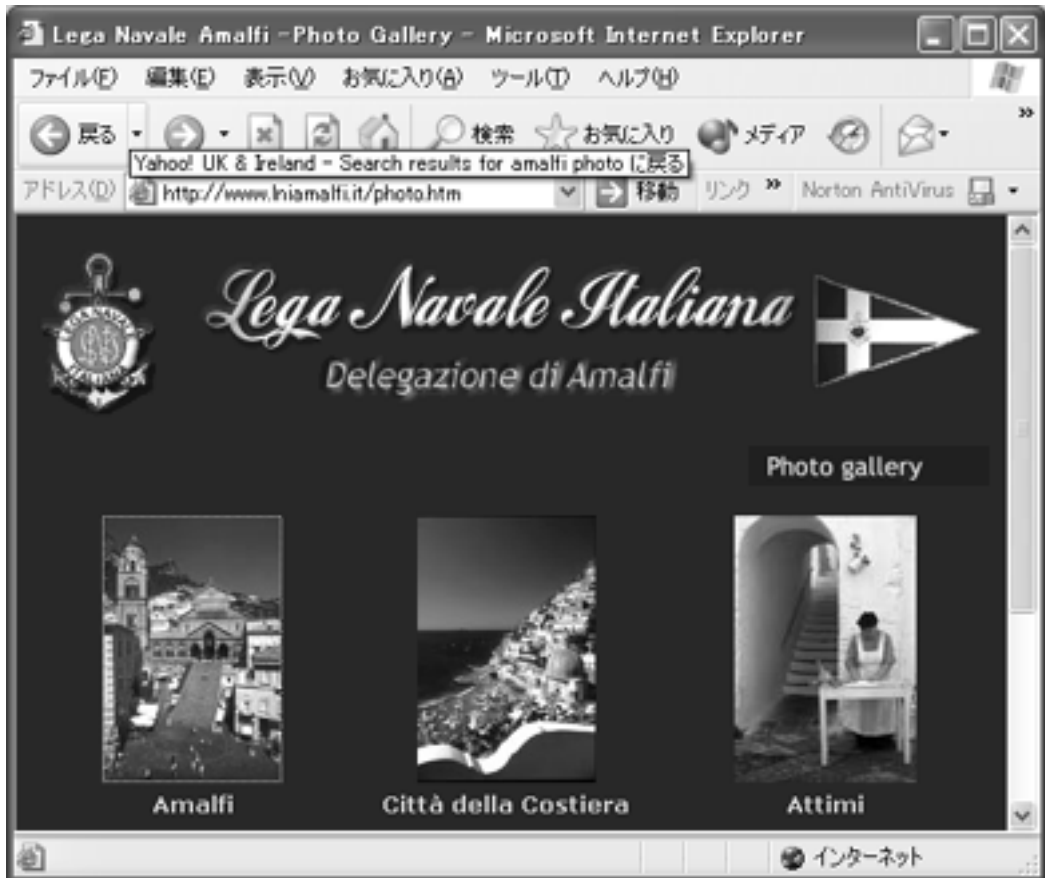 Lega Navale Amalfi -Photo Gallery - Microsoft Internet Explorer
ファイル(F) 編集(E) 表示(V) お気に入り(A) ツール(T) ヘルプ(H)
戻る 検索 お気に入り メディア
Yahoo! UK & Ireland - Search results for amalfi photo に戻る
アドレス(D) http://www.lniamalfi.it/photo.htm 移動 リンク Norton AntiVirus
LEGA NAVALE
ITALIANA
Lega Navale Italiana
Delegazione di Amalfi
Photo gallery
Amalfi Città della Costiera Attimi
インターネット